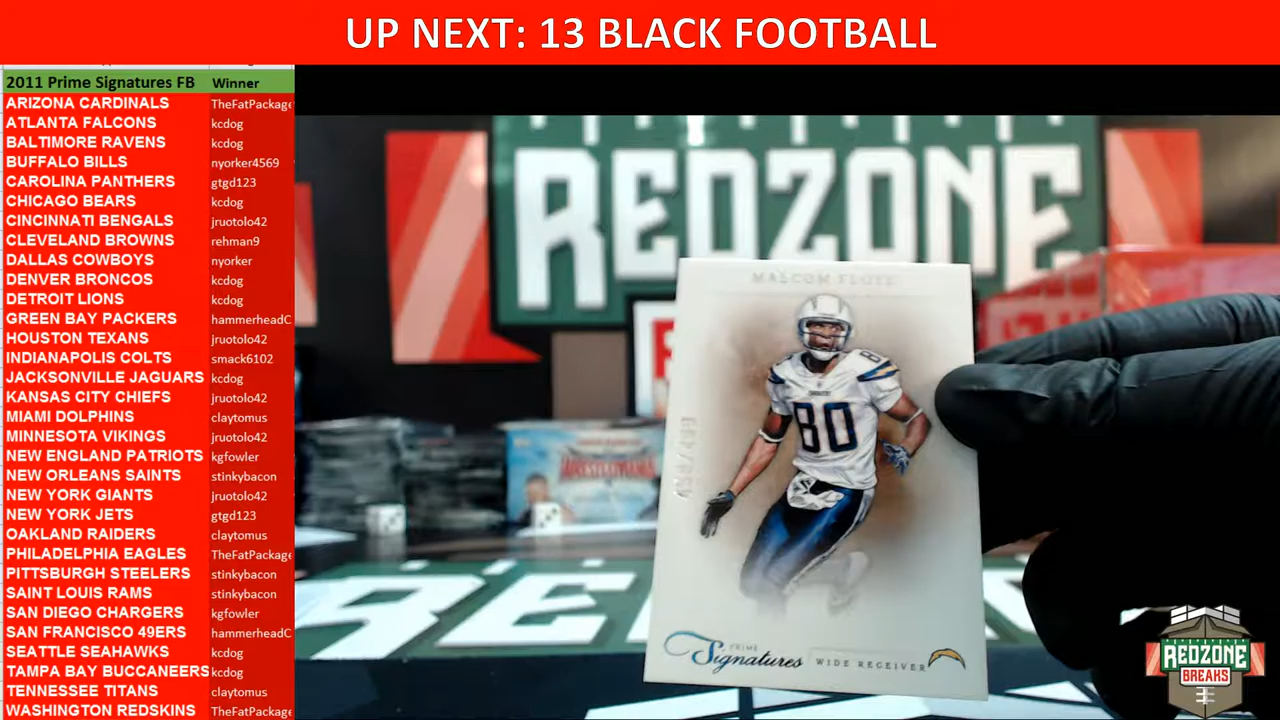 UP NEXT: 13 BLACK FOOTBALL
2011 Prime Signatures FB Winner
ARIZONA CARDINALS TheFatPackage
ATLANTA FALCONS kcdog
BALTIMORE RAVENS kcdog
BUFFALO BILLS nyorker4569
CAROLINA PANTHERS gtgd123
CHICAGO BEARS kcdog
CINCINNATI BENGALS jruotolo42
CLEVELAND BROWNS rehman9
DALLAS COWBOYS nyorker
DENVER BRONCOS kcdog
DETROIT LIONS kcdog
GREEN BAY PACKERS hammerheadC
HOUSTON TEXANS jruotolo42
INDIANAPOLIS COLTS smack6102
JACKSONVILLE JAGUARS kcdog
KANSAS CITY CHIEFS jruotolo42
MIAMI DOLPHINS claytomus
MINNESOTA VIKINGS jruotolo42
NEW ENGLAND PATRIOTS kgfowler
NEW ORLEANS SAINTS stinkybacon
NEW YORK GIANTS jruotolo42
NEW YORK JETS gtgd123
OAKLAND RAIDERS claytomus
PHILADELPHIA EAGLES TheFatPackage
PITTSBURGH STEELERS stinkybacon
SAINT LOUIS RAMS stinkybacon
SAN DIEGO CHARGERS kgfowler
SAN FRANCISCO 49ERS hammerheadC
SEATTLE SEAHAWKS kcdog
TAMPA BAY BUCCANEERS kcdog
TENNESSEE TITANS claytomus
WASHINGTON REDSKINS TheFatPackage
REDZONE
MALCOM FLOYD
80
80
PRIME
Signatures WIDE RECEIVER
WRESTLEMANIA
REDZONE
BREAKS